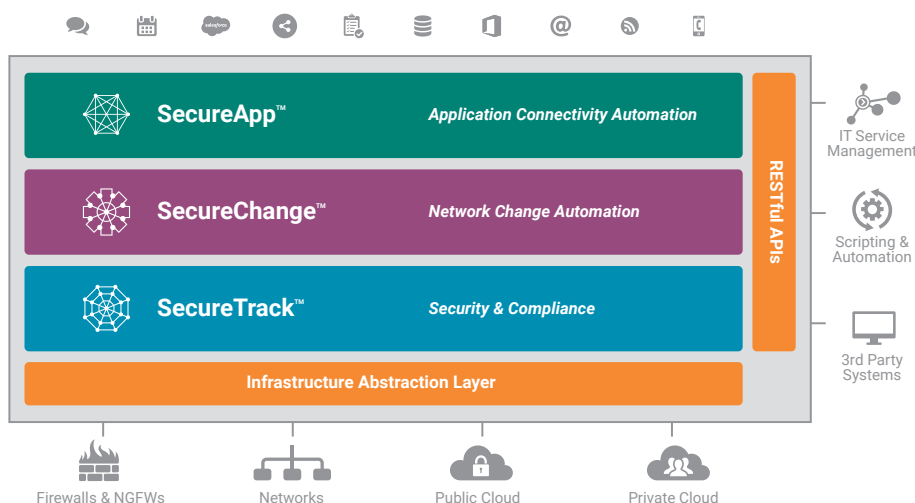 salesforce
SecureApp™
Application Connectivity Automation
SecureChange™
Network Change Automation
SecureTrack™
Security & Compliance
RESTful APIs
Infrastructure Abstraction Layer
IT Service
Management
Scripting &
Automation
3rd Party
Systems
Firewalls & NGFWs
Networks
Public Cloud
Private Cloud